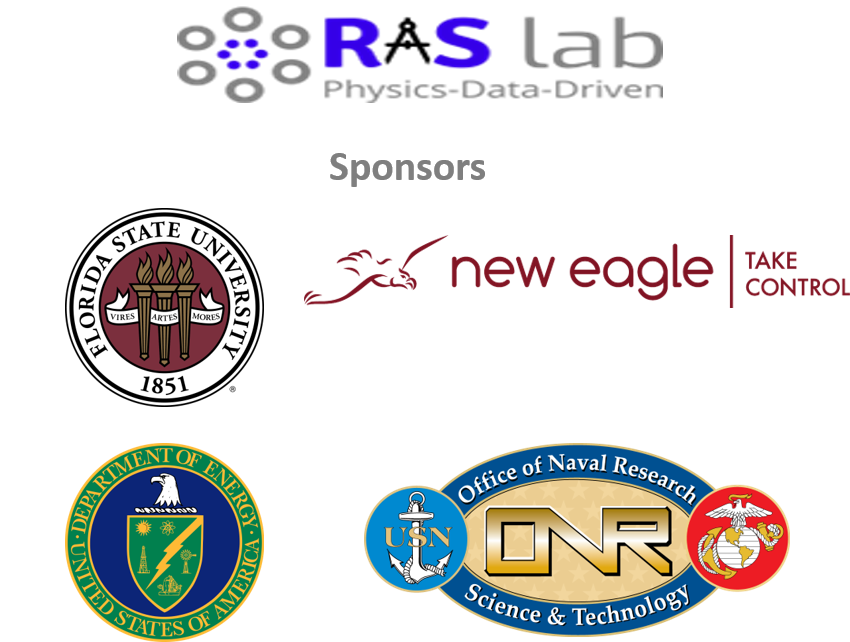 RAS lab
Physics-Data-Driven
Sponsors
FLORIDA STATE UNIVERSITY
VIRES ARTES MORES
1851
®
new eagle
TAKE
CONTROL
DEPARTMENT OF ENERGY
UNITED STATES OF AMERICA
Office of Naval Research
USN
ONR
Science & Technology